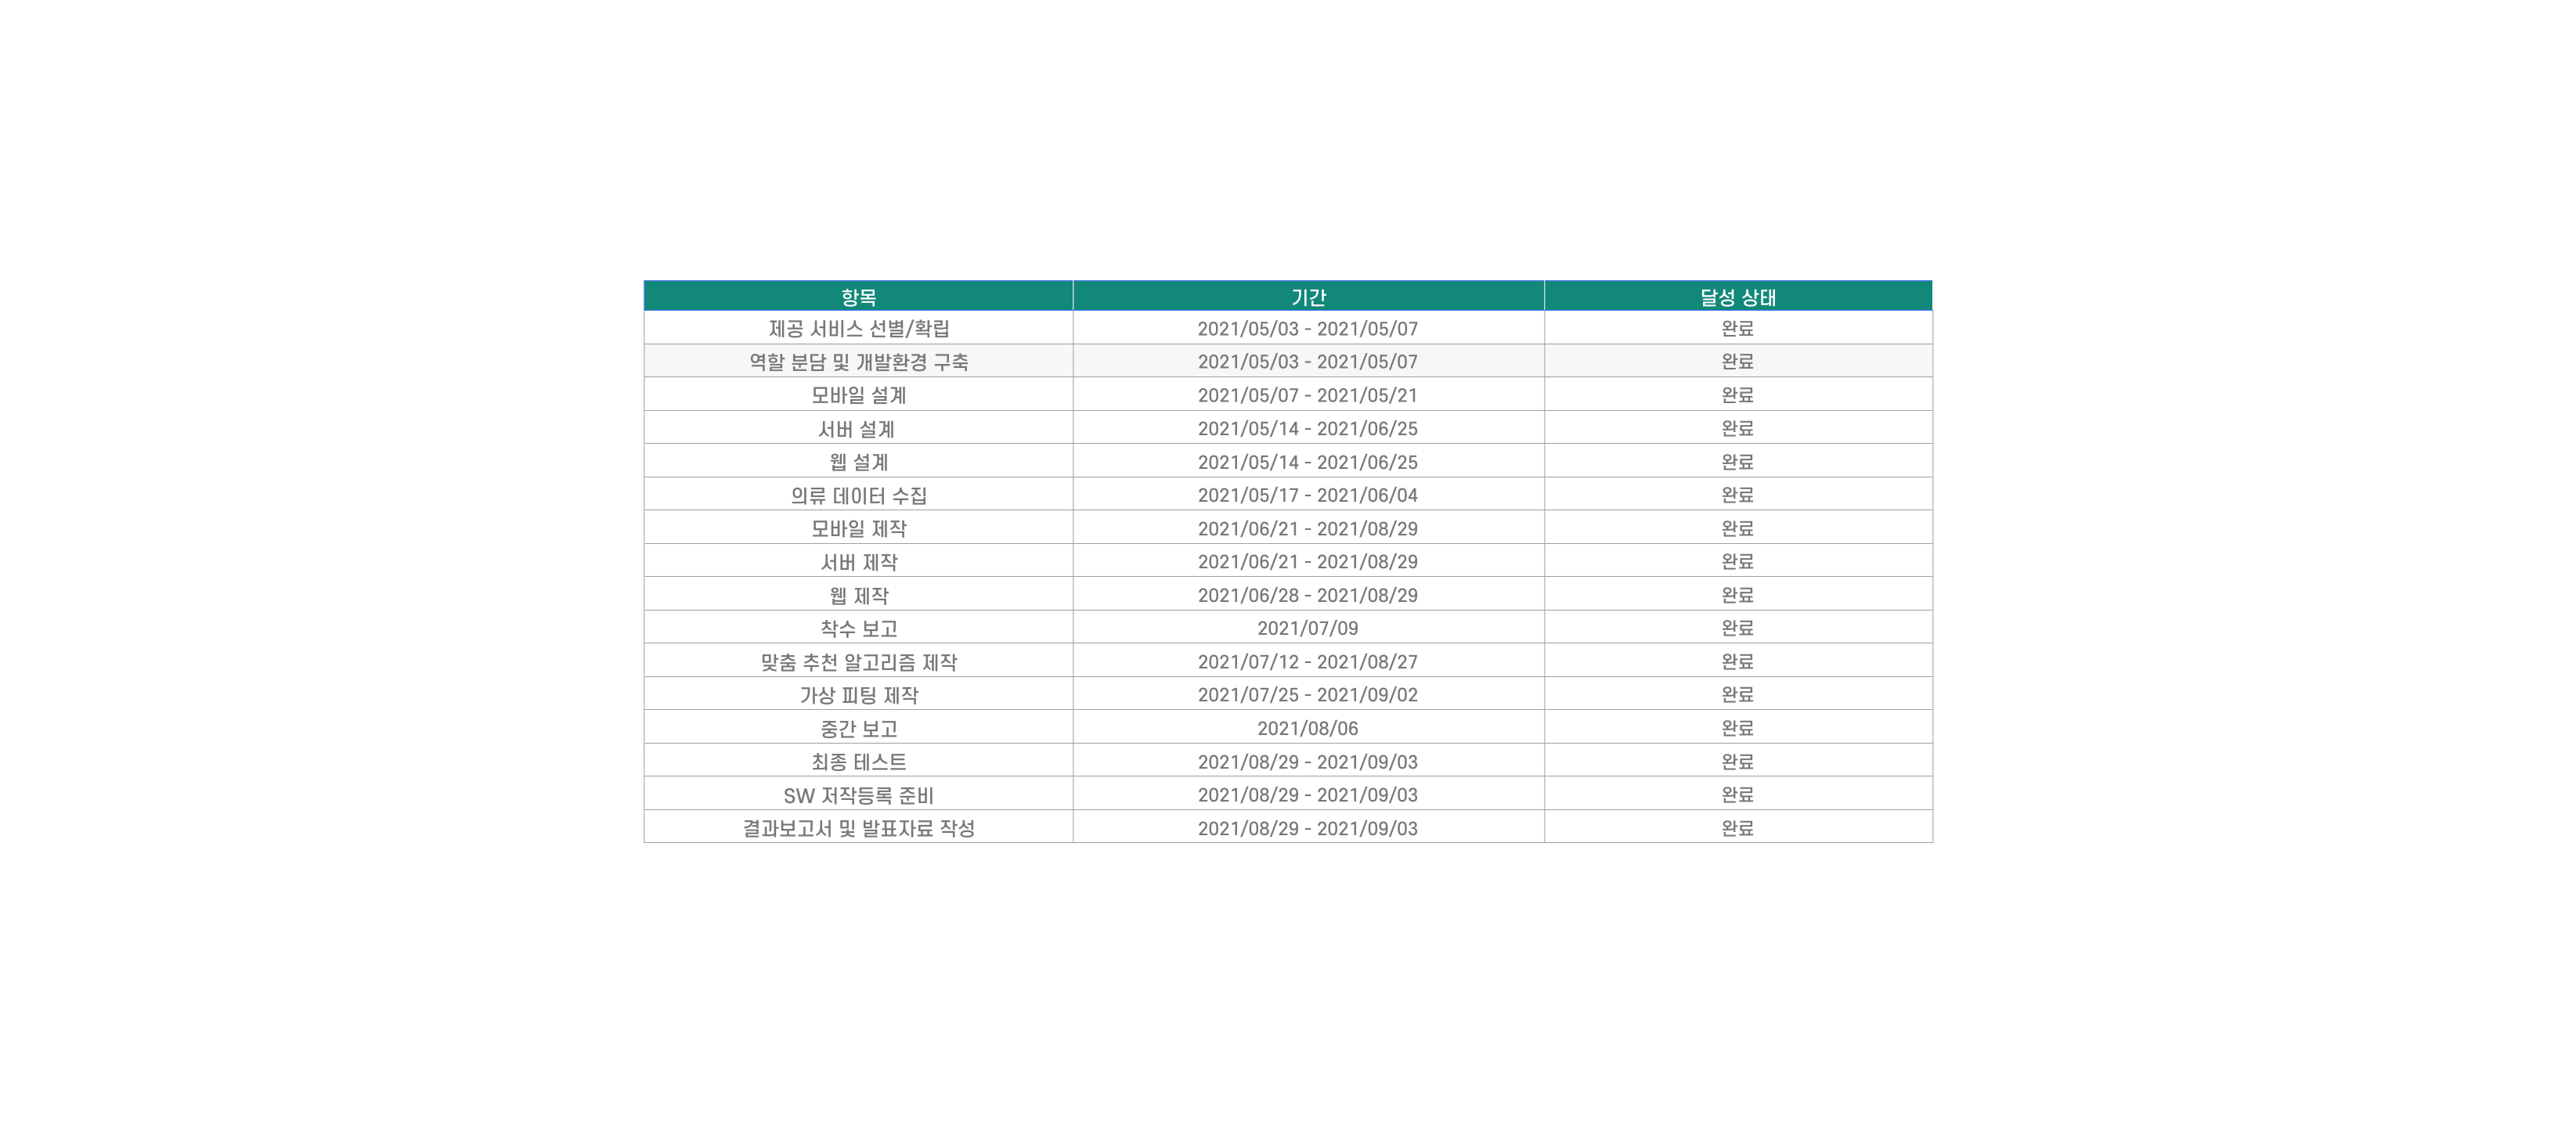 항목 기간 달성 상태
제공 서비스 선별/확립 2021/05/03 - 2021/05/07 완료
역할 분담 및 개발환경 구축 2021/05/03 - 2021/05/07 완료
모바일 설계 2021/05/07 - 2021/05/21 완료
서버 설계 2021/05/14 - 2021/06/25 완료
웹 설계 2021/05/14 - 2021/06/25 완료
의류 데이터 수집 2021/05/17 - 2021/06/04 완료
모바일 제작 2021/06/21 - 2021/08/29 완료
서버 제작 2021/06/21 - 2021/08/29 완료
웹 제작 2021/06/28 - 2021/08/29 완료
착수 보고 2021/07/09 완료
맞춤 추천 알고리즘 제작 2021/07/12 - 2021/08/27 완료
가상 피팅 제작 2021/07/25 - 2021/09/02 완료
중간 보고 2021/08/06 완료
최종 테스트 2021/08/29 - 2021/09/03 완료
SW 저작등록 준비 2021/08/29 - 2021/09/03 완료
결과보고서 및 발표자료 작성 2021/08/29 - 2021/09/03 완료